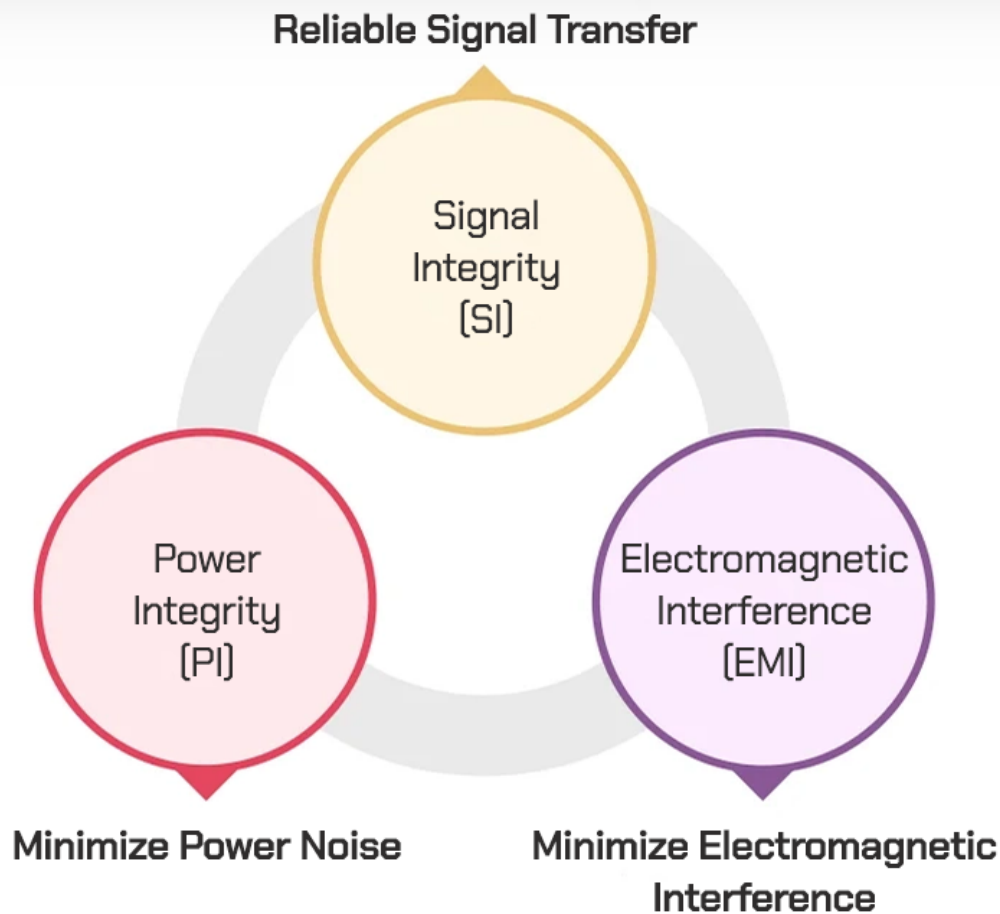 Reliable Signal Transfer
Signal
Integrity
(SI)
Power
Integrity
(PI)
Electromagnetic
Interference
(EMI)
Minimize Power Noise
Minimize Electromagnetic
Interference